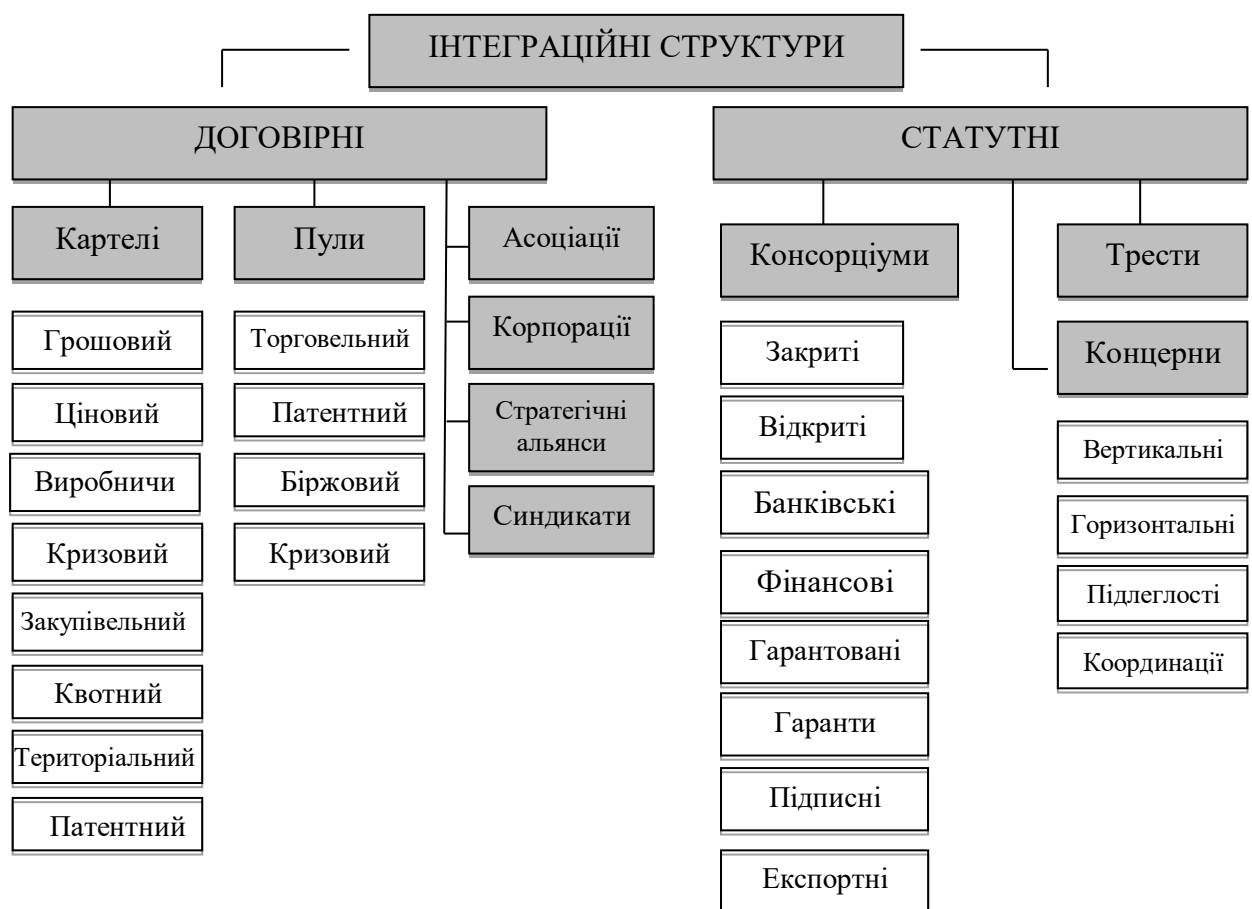 ІНТЕГРАЦІЙНІ СТРУКТУРИ
ДОГОВІРНІ
СТАТУТНІ
Картелі
Грошовий
Ціновий
Виробничи
Кризовий
Закупівельний
Квотний
Територіальний
Патентний
Пули
Торговельний
Патентний
Біржовий
Кризовий
Асоціації
Корпорації
Стратегічні
альянси
Синдикати
Консорціуми
Закриті
Відкриті
Банківські
Фінансові
Гарантовані
Гаранти
Підписні
Експортні
Трести
Концерни
Вертикальні
Горизонтальні
Підлеглості
Координації